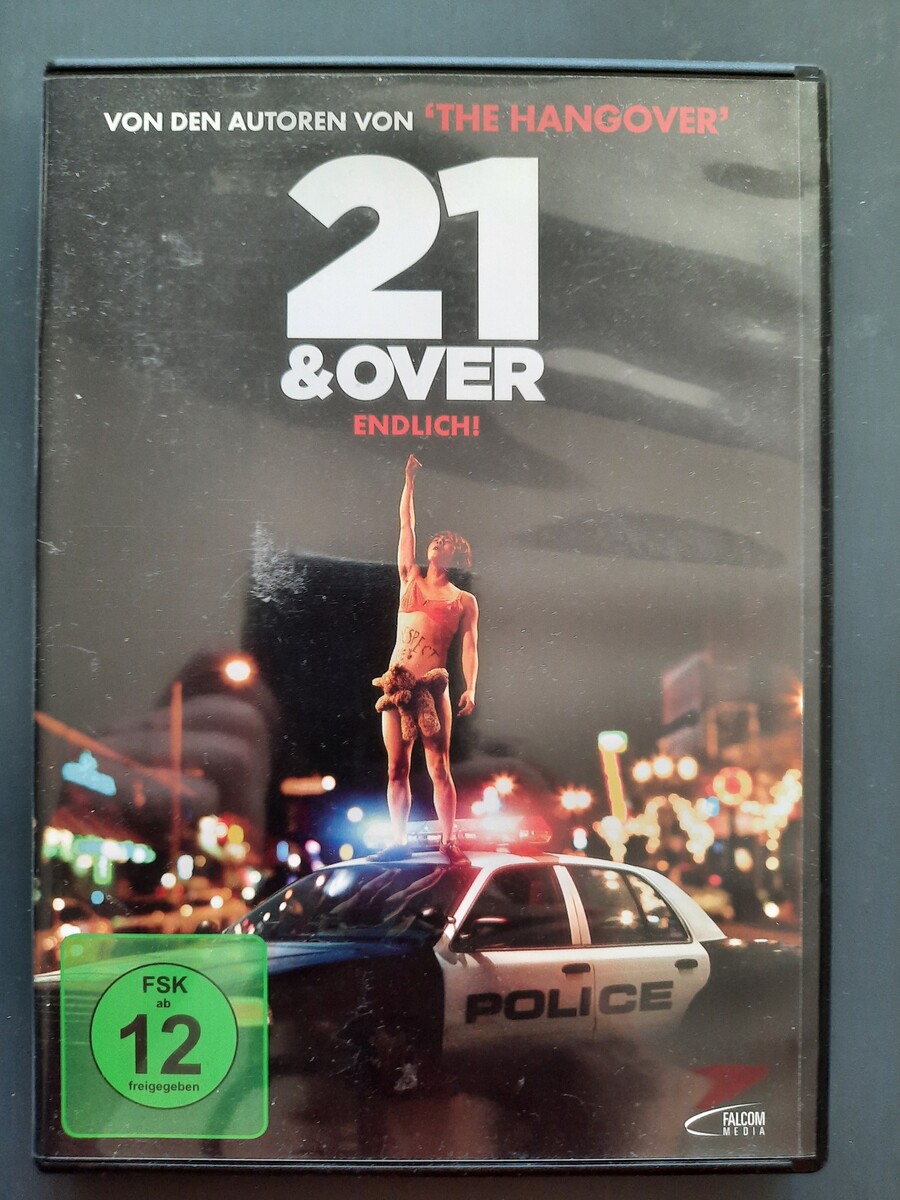 VON DEN AUTOREN VON 'THE HANGOVER'
21
& OVER
ENDLICH!
POLICE
FSK
ab
12
freigegeben
FALCOM
MEDIA